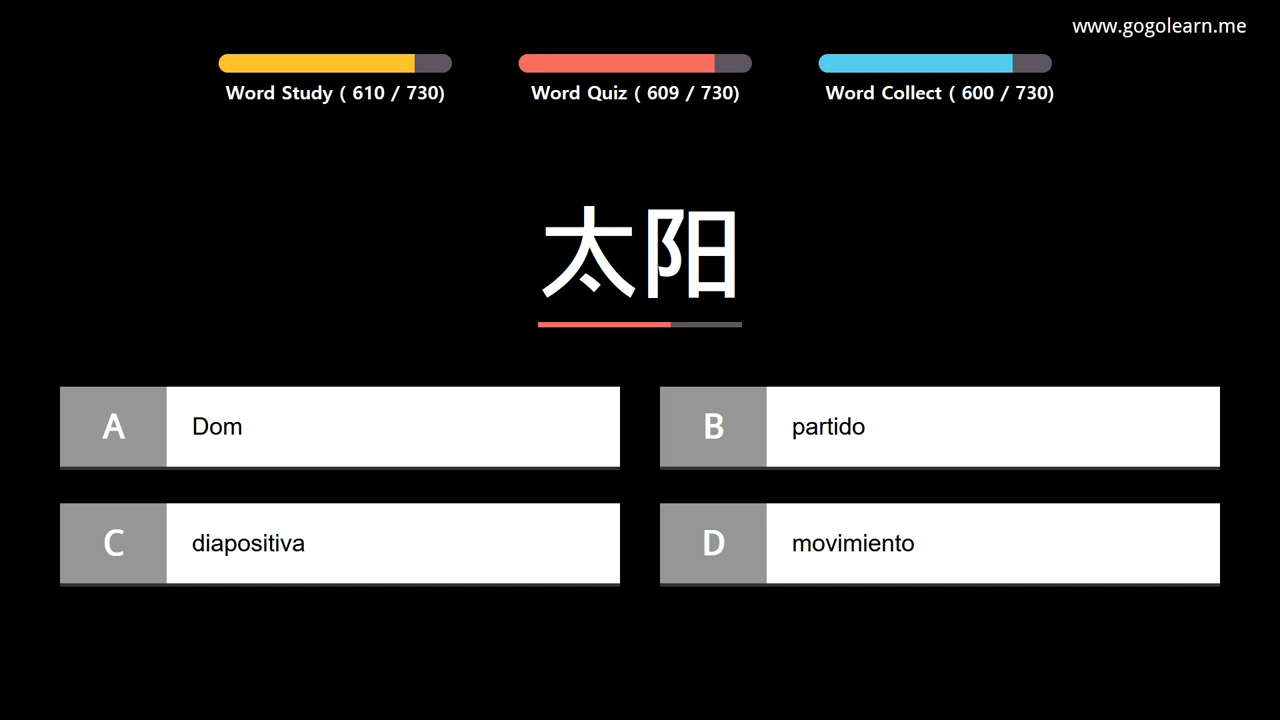 www.gogolearn.me
Word Study ( 610 / 730)
Word Quiz ( 609 / 730)
Word Collect ( 600 / 730)
太阳
A Dom
B partido
C diapositiva
D movimiento